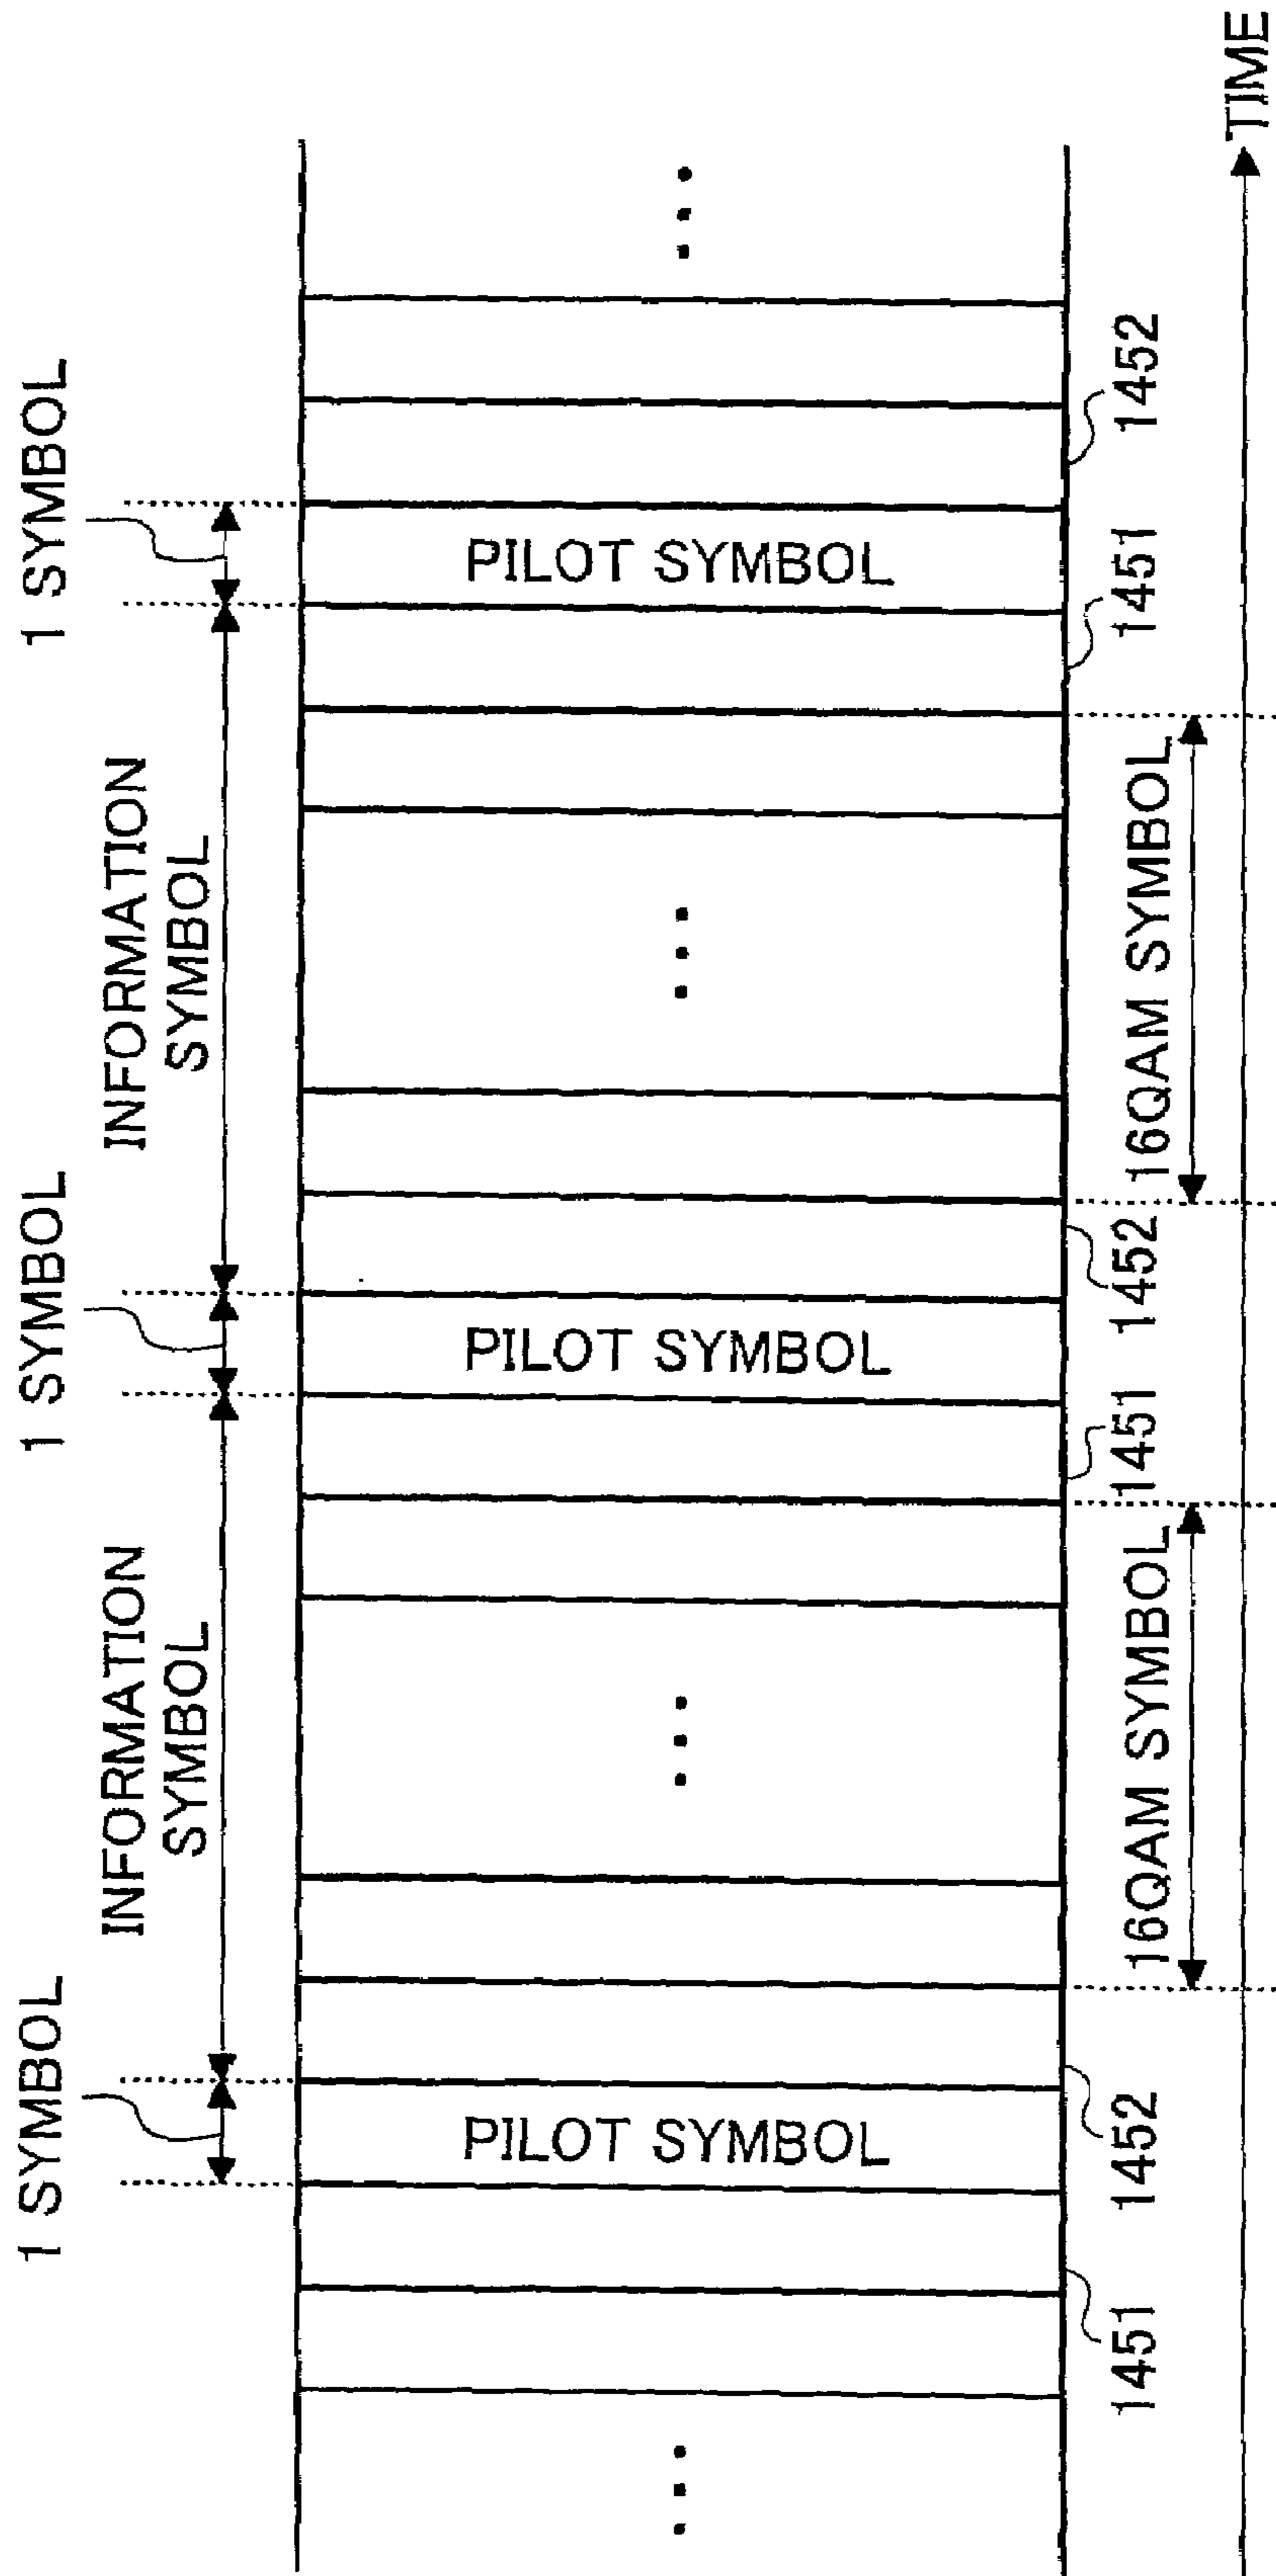 1 SYMBOL
1 SYMBOL
1 SYMBOL
INFORMATION
SYMBOL
INFORMATION
SYMBOL
PILOT SYMBOL
PILOT SYMBOL
PILOT SYMBOL
1451
1452
1451
1452
1451
1452
16QAM SYMBOL
16QAM SYMBOL
TIME